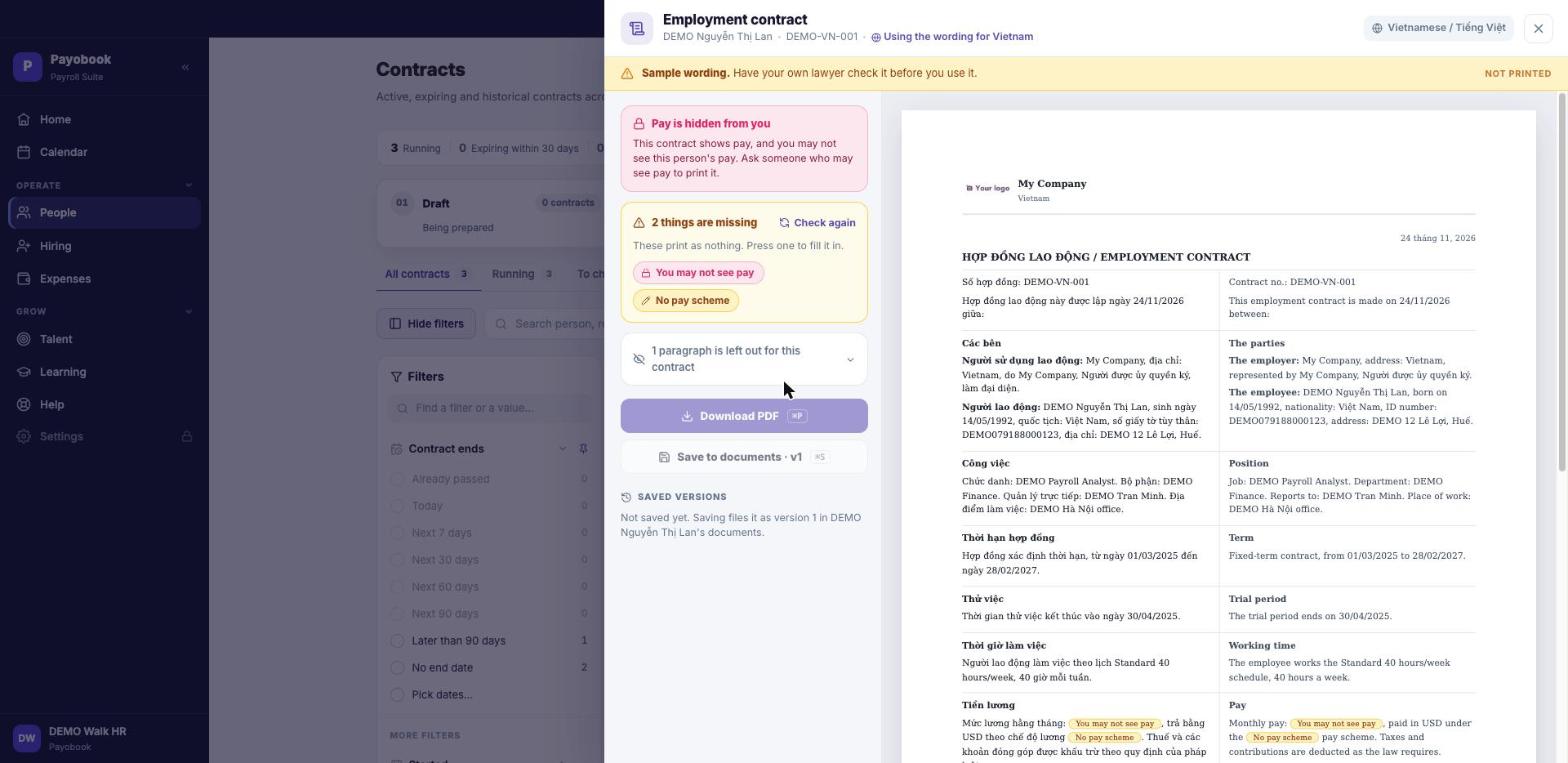 Payobook
Payroll Suite
Home
Calendar
OPERATE
People
Hiring
Expenses
GROW
Talent
Learning
Help
Settings
DW
DEMO Walk HR
Payobook
Contracts
Active, expiring and historical contracts acr
3 Running
0 Expiring within 30 days
0
01
Draft
0 contracts
Being prepared
All contracts 3
Running 3
To ch
Hide filters
Search person, re
Filters
Find a filter or a value...
Contract ends
Already passed 0
Today 0
Next 7 days 0
Next 30 days 0
Next 60 days 0
Next 90 days 0
Later than 90 days 1
No end date 2
Pick dates...
MORE FILTERS
Employment contract
DEMO Nguyễn Thị Lan · DEMO-VN-001 · Using the wording for Vietnam
Vietnamese / Tiếng Việt
Sample wording. Have your own lawyer check it before you use it.
NOT PRINTED
Pay is hidden from you
This contract shows pay, and you may not
see this person's pay. Ask someone who may
see pay to print it.
2 things are missing
Check again
These print as nothing. Press one to fill it in.
You may not see pay
No pay scheme
1 paragraph is left out for this
contract
Download PDF ⌘P
Save to documents · v1 ⌘S
SAVED VERSIONS
Not saved yet. Saving files it as version 1 in DEMO
Nguyễn Thị Lan's documents.
Your logo
My Company
Vietnam
24 tháng 11, 2026
HỢP ĐỒNG LAO ĐỘNG / EMPLOYMENT CONTRACT
Số hợp đồng: DEMO-VN-001
Hợp đồng lao động này được lập ngày 24/11/2026
giữa:
Contract no.: DEMO-VN-001
This employment contract is made on 24/11/2026
between:
Các bên
Người sử dụng lao động: My Company, địa chỉ:
Vietnam, do My Company, Người được ủy quyền ký,
làm đại diện.
Người lao động: DEMO Nguyễn Thị Lan, sinh ngày
14/05/1992, quốc tịch: Việt Nam, số giấy tờ tùy thân:
DEMO079188000123, địa chỉ: DEMO 12 Lê Lợi, Huế.
The parties
The employer: My Company, address: Vietnam,
represented by My Company, Người được ủy quyền ký.
The employee: DEMO Nguyễn Thị Lan, born on
14/05/1992, nationality: Việt Nam, ID number:
DEMO079188000123, address: DEMO 12 Lê Lợi, Huế.
Công việc
Chức danh: DEMO Payroll Analyst. Bộ phận: DEMO
Finance. Quản lý trực tiếp: DEMO Tran Minh. Địa
điểm làm việc: DEMO Hà Nội office.
Position
Job: DEMO Payroll Analyst. Department: DEMO
Finance. Reports to: DEMO Tran Minh. Place of work:
DEMO Hà Nội office.
Thời hạn hợp đồng
Hợp đồng xác định thời hạn, từ ngày 01/03/2025 đến
ngày 28/02/2027.
Term
Fixed-term contract, from 01/03/2025 to 28/02/2027.
Thử việc
Thời gian thử việc kết thúc vào ngày 30/04/2025.
Trial period
The trial period ends on 30/04/2025.
Thời giờ làm việc
Người lao động làm việc theo lịch Standard 40
hours/week, 40 giờ mỗi tuần.
Working time
The employee works the Standard 40 hours/week
schedule, 40 hours a week.
Tiền lương
Mức lương hằng tháng: You may not see pay, trả bằng
USD theo chế độ lương No pay scheme. Thuế và các
khoản đóng góp được khấu trừ theo quy định của pháp
Pay
Monthly pay: You may not see pay, paid in USD under
the No pay scheme pay scheme. Taxes and
contributions are deducted as the law requires.